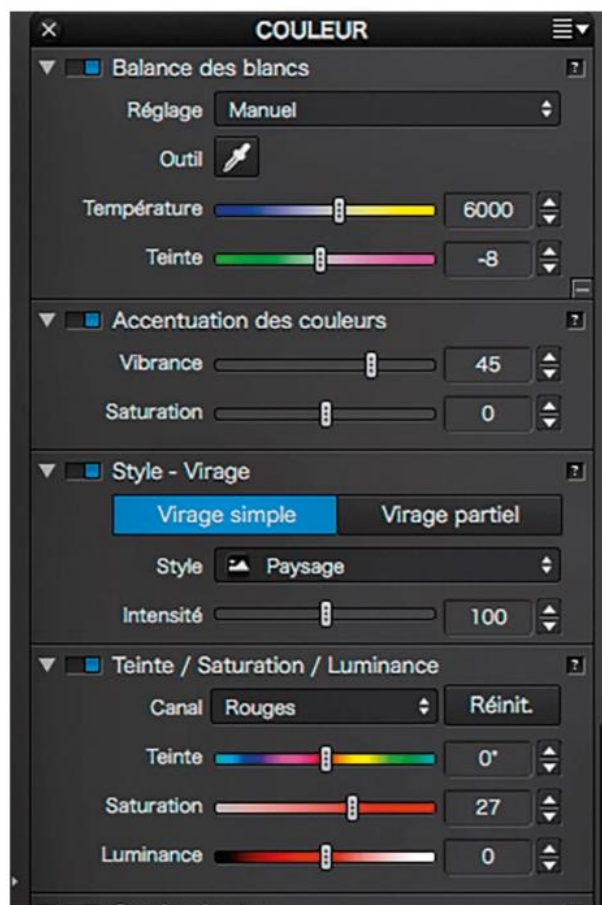 COULEUR
Balance des blancs ?
Réglage Manuel
Outil
Température 6000
Teinte -8
Accentuation des couleurs ?
Vibrance 45
Saturation 0
Style - Virage ?
Virage simple Virage partiel
Style Paysage
Intensité 100
Teinte / Saturation / Luminance ?
Canal Rouges Réinit.
Teinte 0°
Saturation 27
Luminance 0